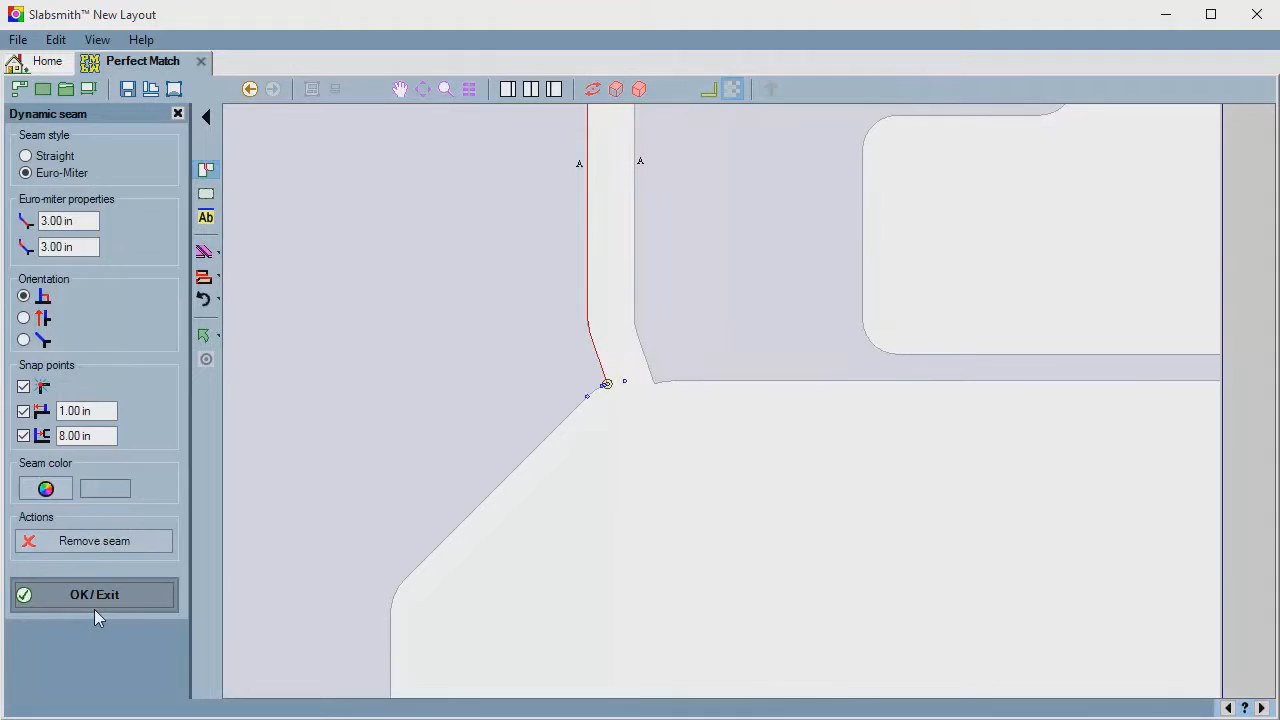 Slabsmith™ New Layout
File Edit View Help
Home Perfect Match
Dynamic seam
Seam style
Straight
Euro-Miter
Euro-miter properties
3.00 in
3.00 in
Orientation
Snap points
1.00 in
8.00 in
Seam color
Actions
Remove seam
OK/Exit
Ab
A A
?